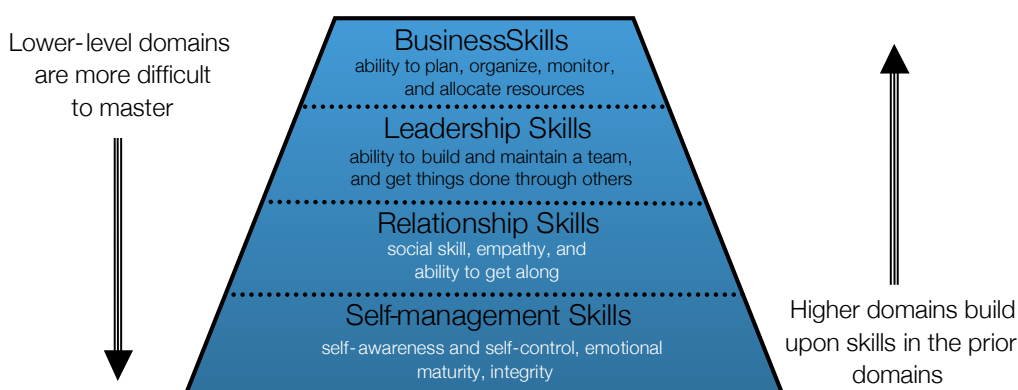 Lower-level domains
are more difficult
to master
BusinessSkills
ability to plan, organize, monitor,
and allocate resources
Leadership Skills
ability to build and maintain a team,
and get things done through others
Relationship Skills
social skill, empathy, and
ability to get along
Self-management Skills
self-awareness and self-control, emotional
maturity, integrity
Higher domains build
upon skills in the prior
domains